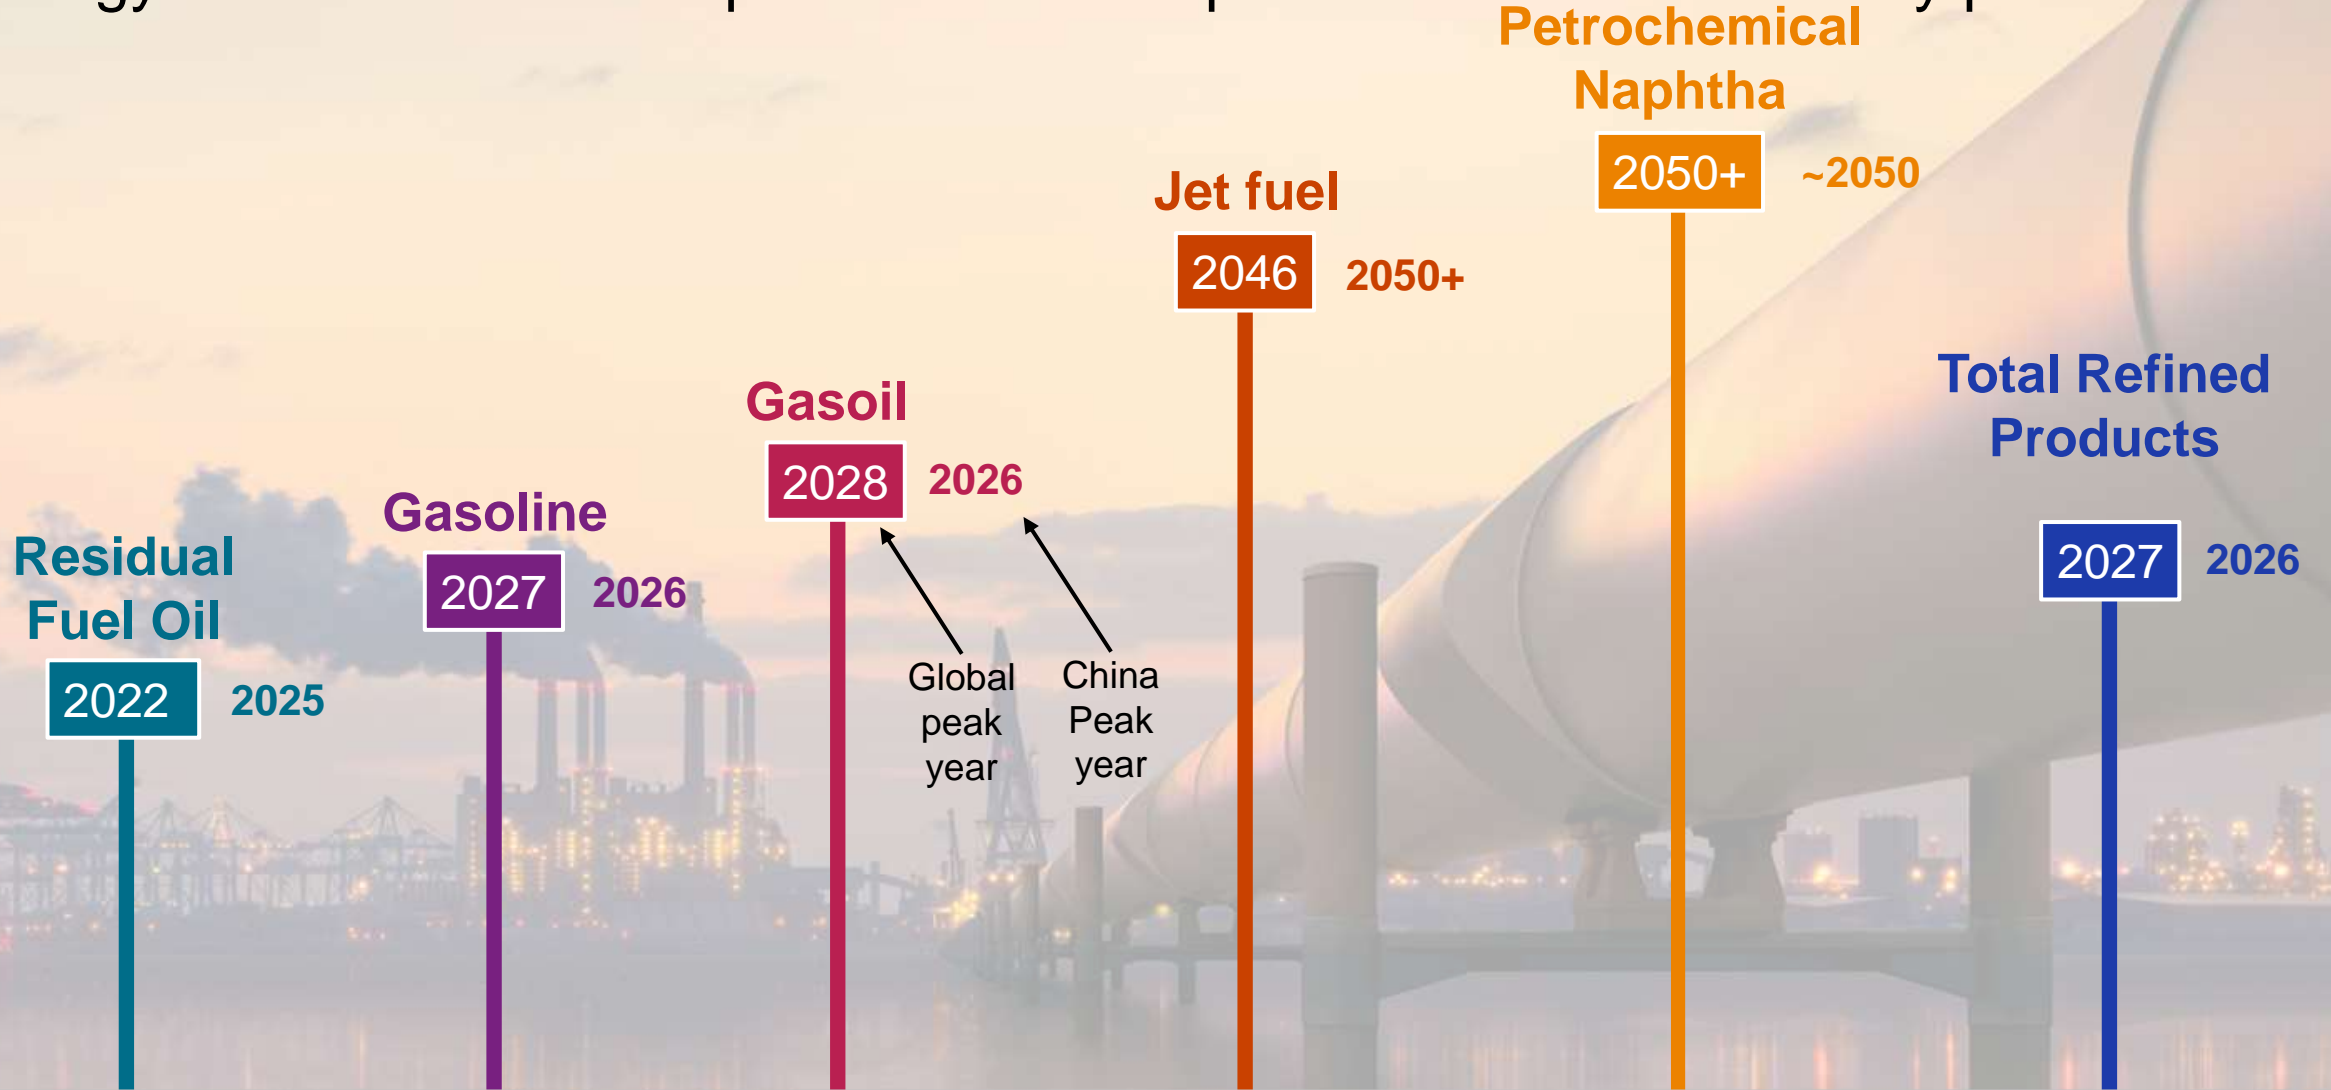 Petrochemical
Naphtha
2050+ ~2050
Jet fuel
2046 2050+
Total Refined
Products
2027 2026
Gasoil
2028 2026
Gasoline
2027 2026
Residual
Fuel Oil
2022 2025
Global
peak
year
China
Peak
year